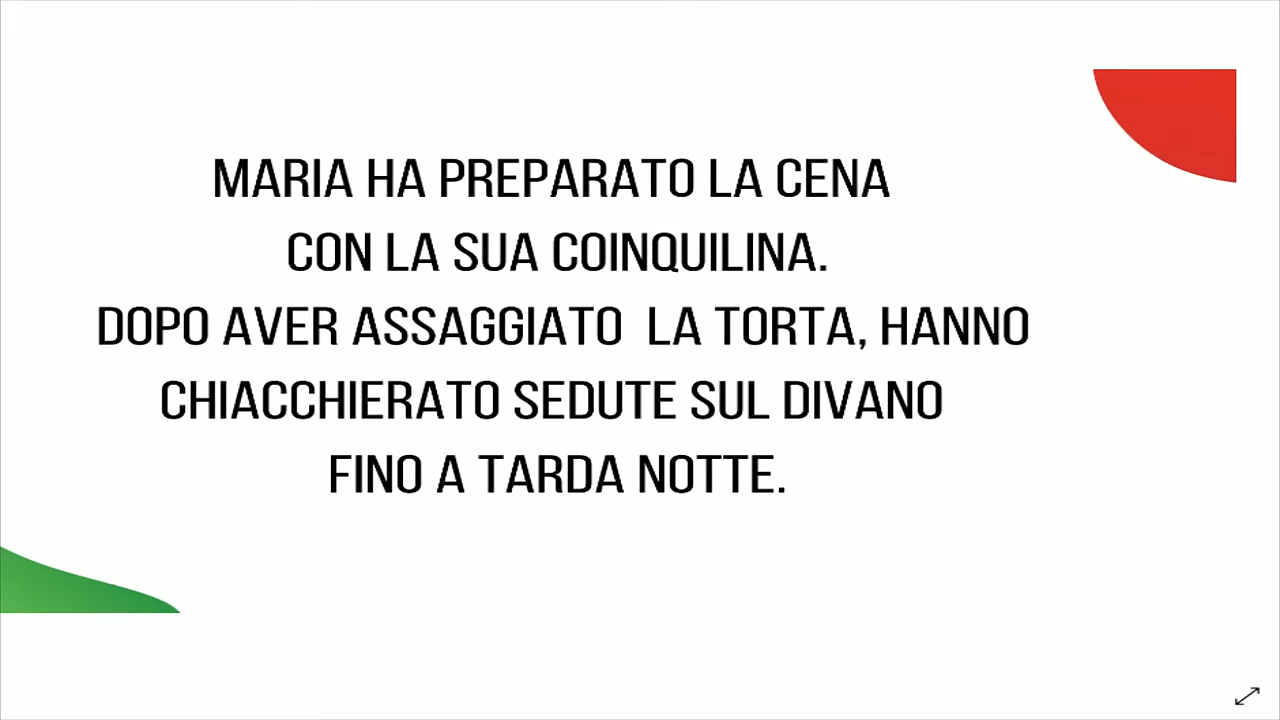 MARIA HA PREPARATO LA CENA
CON LA SUA COINQUILINA.
DOPO AVER ASSAGGIATO LA TORTA, HANNO
CHIACCHIERATO SEDUTE SUL DIVANO
FINO A TARDA NOTTE.